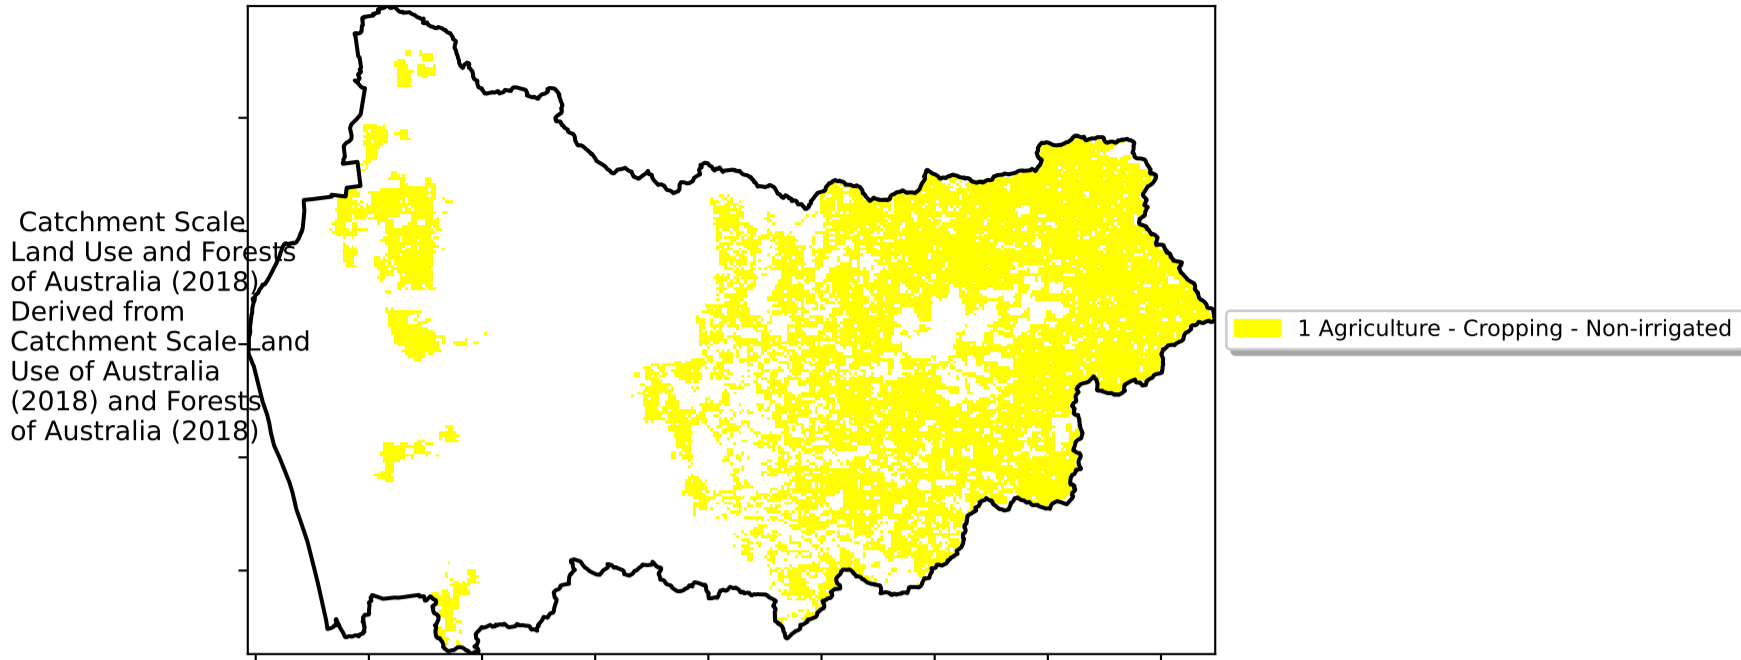 Catchment Scale
Land Use and Forests
of Australia (2018)
Derived from
Catchment Scale Land
Use of Australia
(2018) and Forests
of Australia (2018)
1 Agriculture - Cropping - Non-irrigated